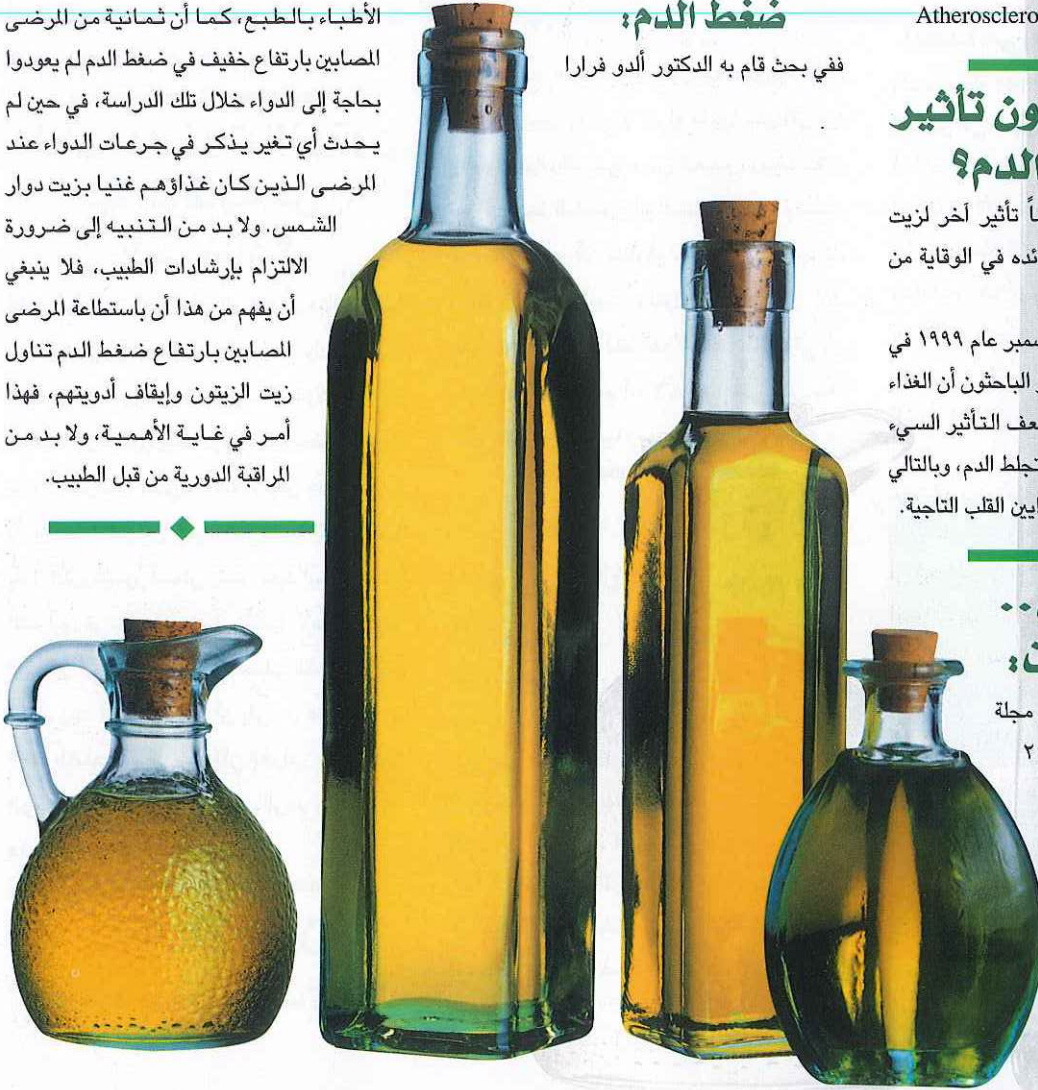 Atherosclero
ون تأثير
الدم؟
اً تأثير آخر لزيت
ئده في الوقاية من
سمبر عام ١٩٩٩ في
الباحثون أن الغذاء
عف التأثير السيء
تجلط الدم، وبالتالي
ايين القلب التاجية.
مجلة
٢
ضغط الدم:
ففي بحث قام به الدكتور ألدو فرارا
الأطباء بالطبع، كما أن ثمانية من المرضى
المصابين بارتفاع خفيف في ضغط الدم لم يعودوا
بحاجة إلى الدواء خلال تلك الدراسة، في حين لم
يحدث أي تغير يذكر في جرعات الدواء عند
المرضى الذين كان غذاؤهم غنيا بزيت دوار
الشمس. ولا بد من التنبيه إلى ضرورة
الالتزام بإرشادات الطبيب، فلا ينبغي
أن يفهم من هذا أن باستطاعة المرضى
المصابين بارتفاع ضغط الدم تناول
زيت الزيتون وإيقاف أدويتهم، فهذا
أمر في غاية الأهمية، ولا بد من
المراقبة الدورية من قبل الطبيب.